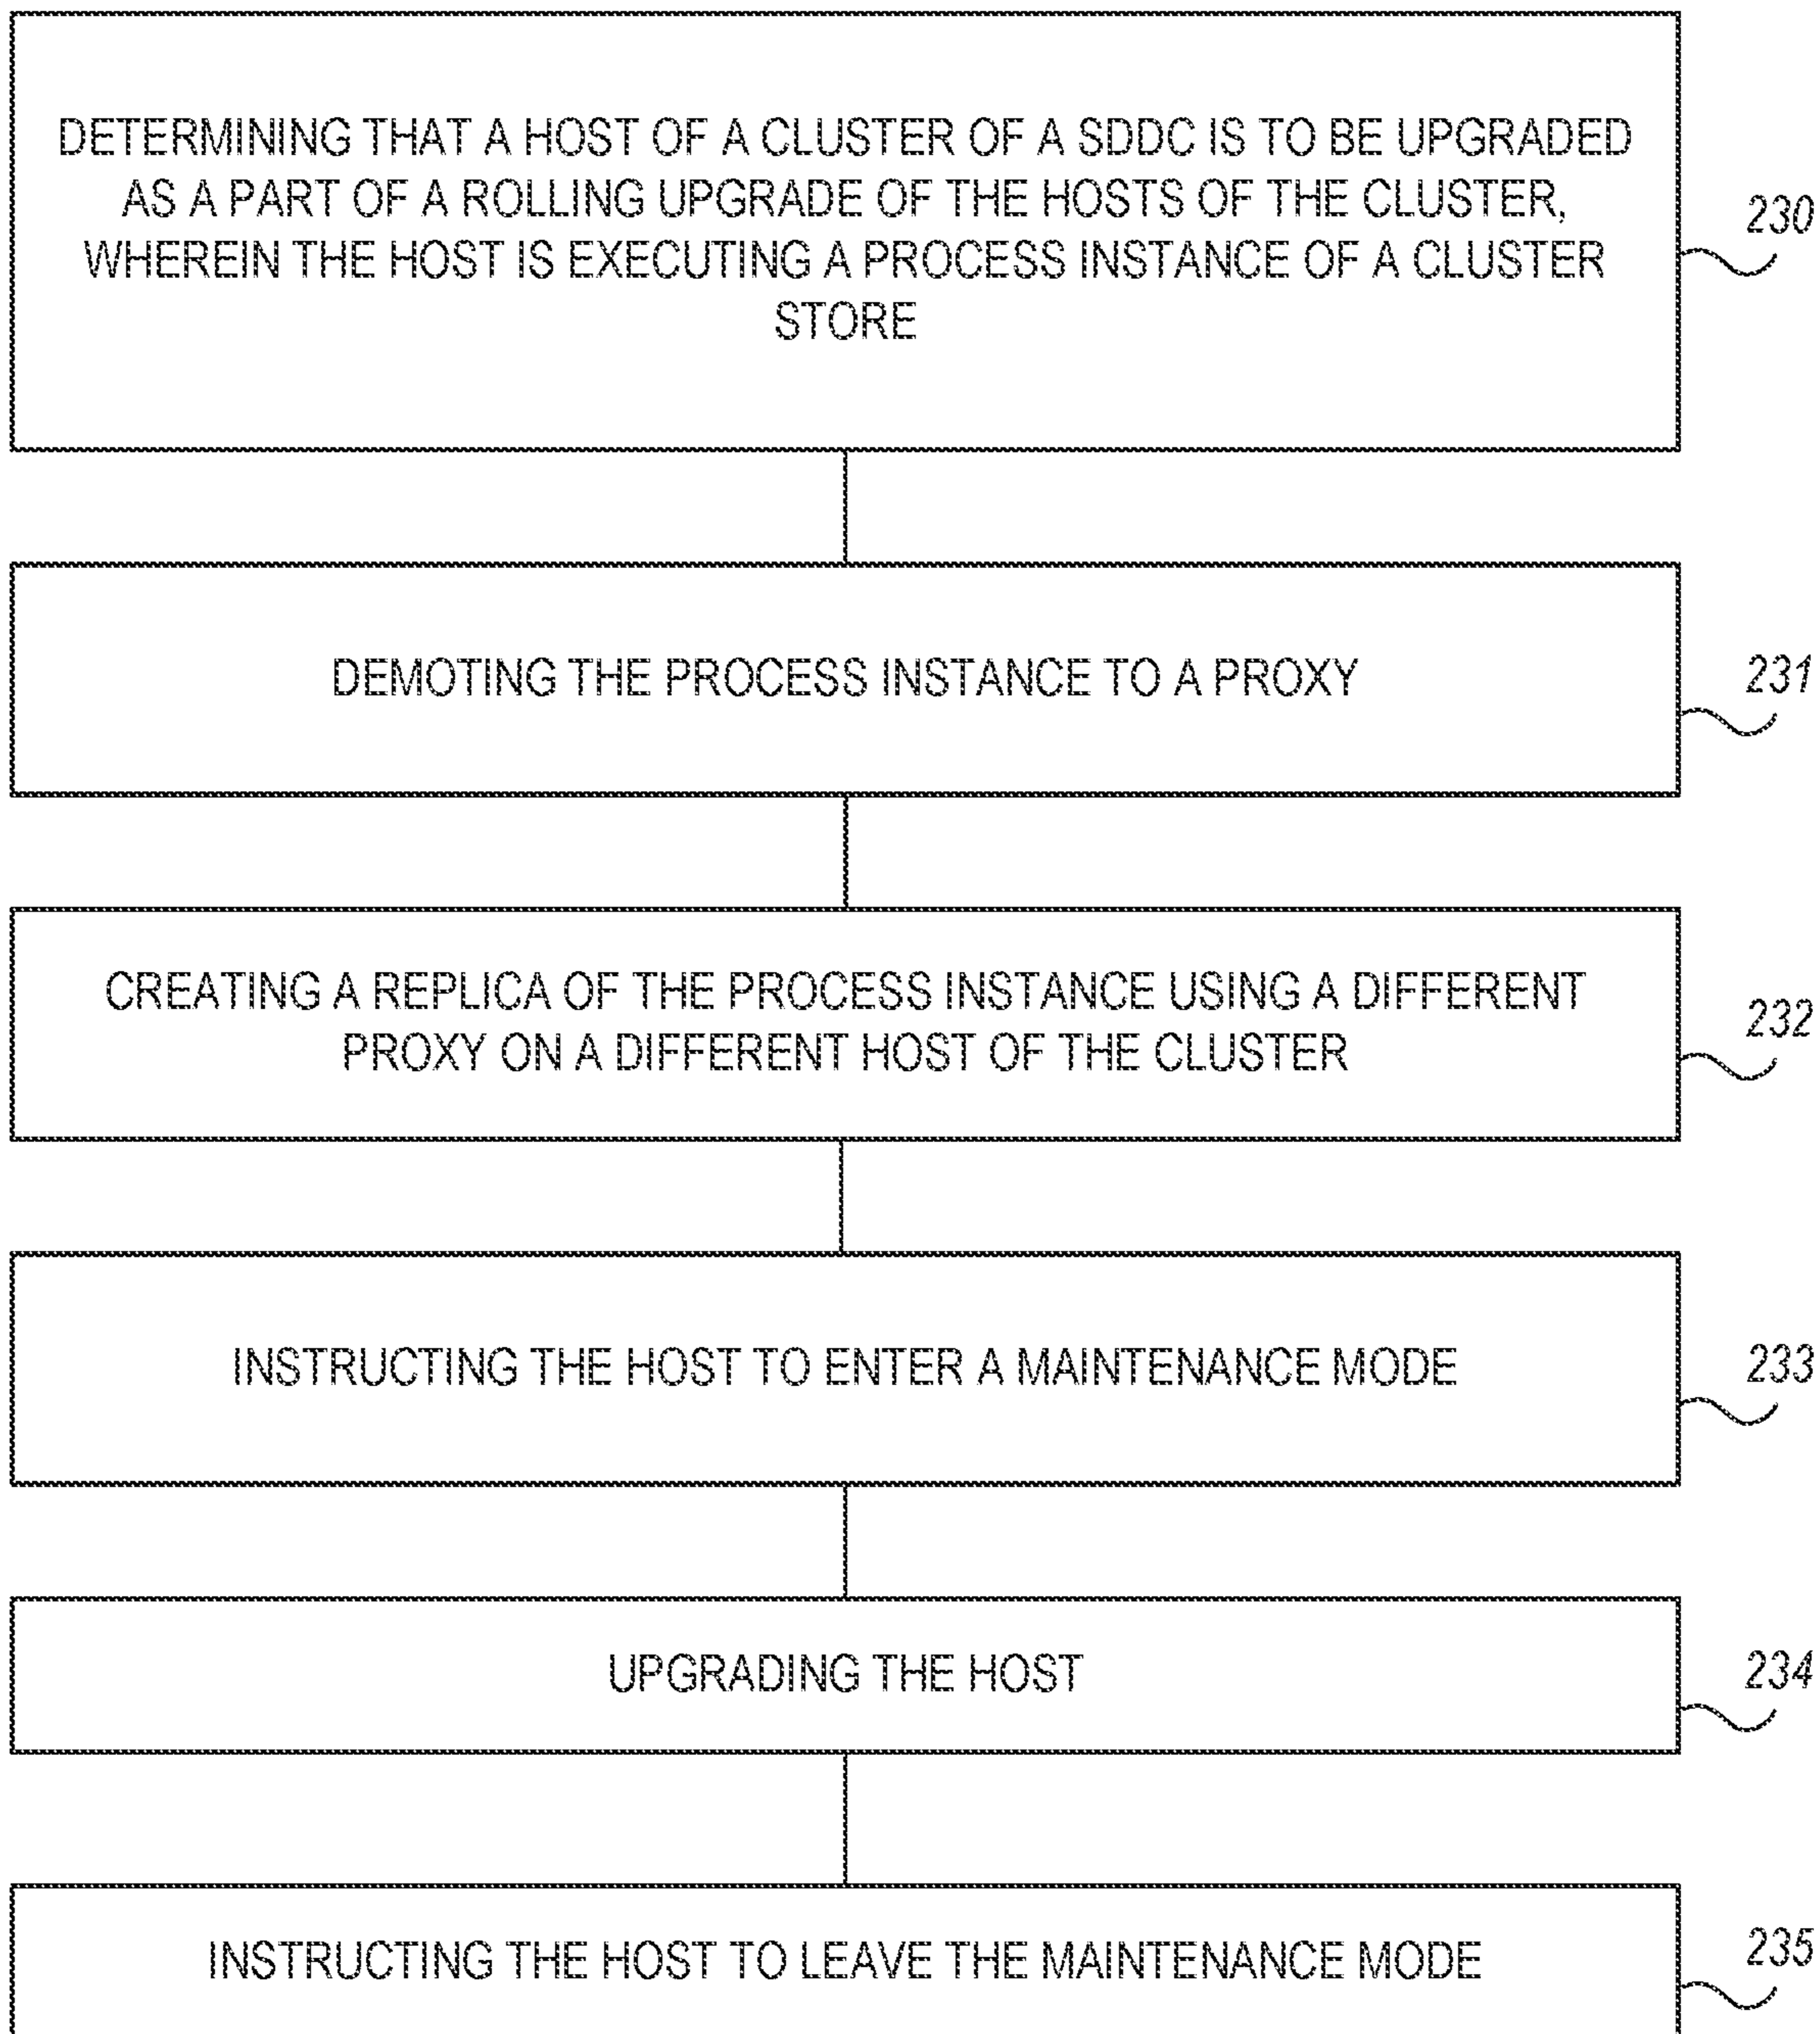 DETERMINING THAT A HOST OF A CLUSTER OF A SDDC IS TO BE UPGRADED
AS A PART OF A ROLLING UPGRADE OF THE HOSTS OF THE CLUSTER,
WHEREIN THE HOST IS EXECUTING A PROCESS INSTANCE OF A CLUSTER
STORE
230
DEMOTING THE PROCESS INSTANCE TO A PROXY
231
CREATING A REPLICA OF THE PROCESS INSTANCE USING A DIFFERENT
PROXY ON A DIFFERENT HOST OF THE CLUSTER
232
INSTRUCTING THE HOST TO ENTER A MAINTENANCE MODE
233
UPGRADING THE HOST
234
INSTRUCTING THE HOST TO LEAVE THE MAINTENANCE MODE
235